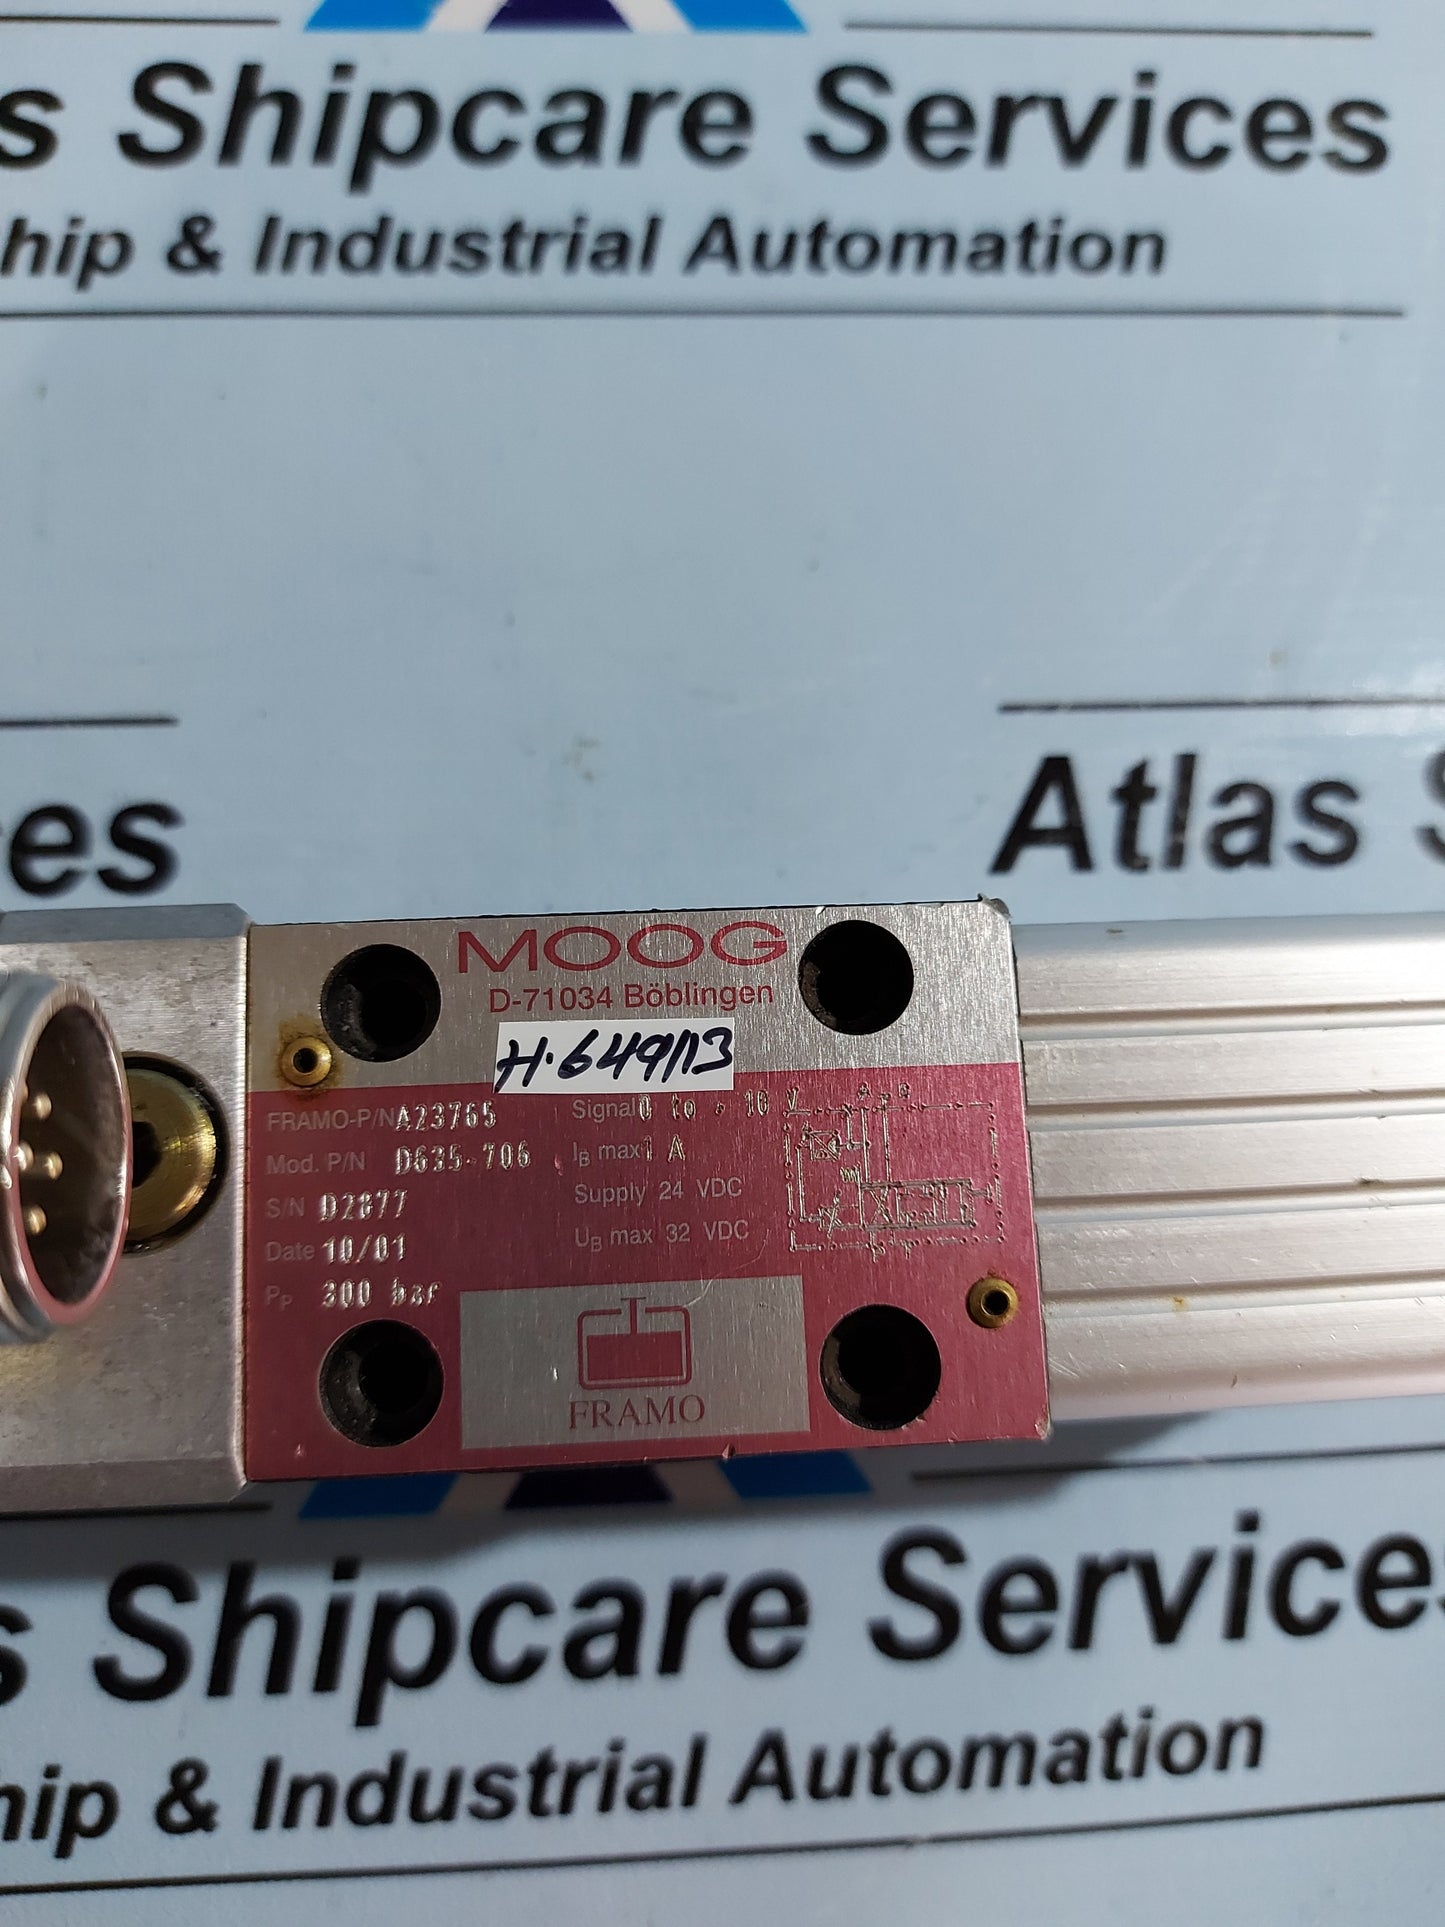 s Shipcare Services
hip & Industrial Automation
es
Atlas S
MOOG
D-71034 Böblingen
H.649/13
FRAMO-P/N A23765
Mod. P/N D635-706
S/N D2877
Date 10/01
Pp 300 bar
Signal 0 to - 10 V
IB max 1 A
Supply 24 VDC
UB max 32 VDC
FRAMO
s Shipcare Services
hip & Industrial Automation